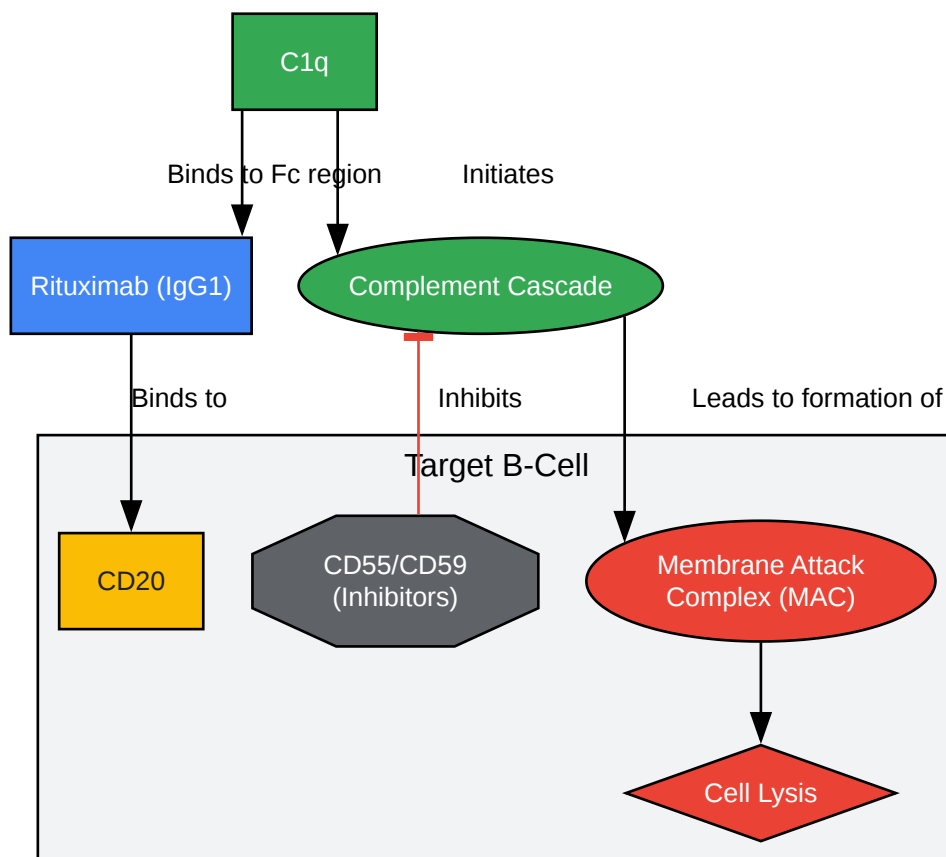 C1q
Binds to Fc region
Initiates
Rituximab (IgG1)
Complement Cascade
Binds to
Inhibits
Leads to formation of
Target B-Cell
CD20
CD55/CD59
(Inhibitors)
Membrane Attack
Complex (MAC)
Cell Lysis